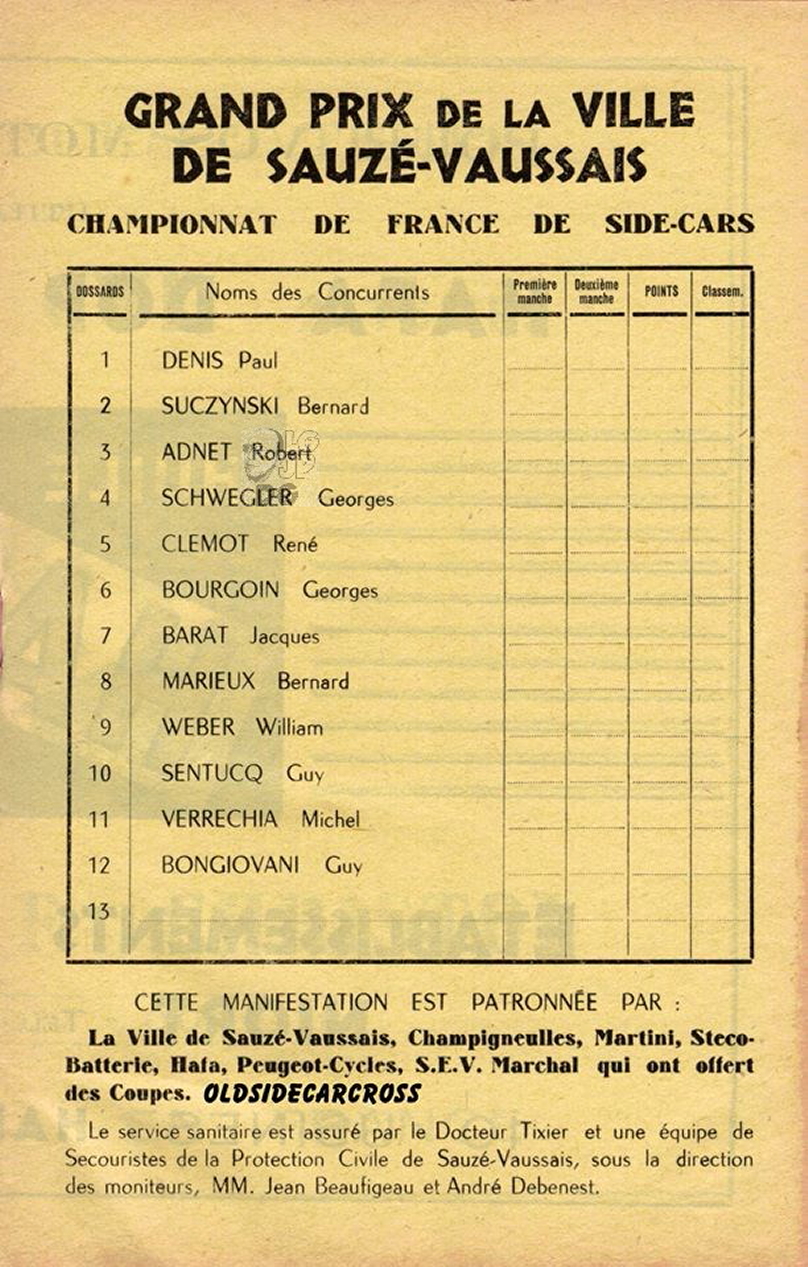 GRAND PRIX DE LA VILLE
DE SAUZÉ-VAUSSAIS
CHAMPIONNAT DE FRANCE DE SIDE-CARS
DOSSARDS Noms des Concurrents Première manche Deuxième manche POINTS Classem.
1 DENIS Paul
2 SUCZYNSKI Bernard
3 ADNET Robert
4 SCHWEGLER Georges
5 CLEMOT René
6 BOURGOIN Georges
7 BARAT Jacques
8 MARIEUX Bernard
9 WEBER William
10 SENTUCQ Guy
11 VERRECHIA Michel
12 BONGIOVANI Guy
13
CETTE MANIFESTATION EST PATRONNÉE PAR :
La Ville de Sauzé-Vaussais, Champigneulles, Martini, Steco-
Batterie, Hafa, Peugeot-Cycles, S.E.V. Marchal qui ont offert
des Coupes. OLDSIDECARCROSS
Le service sanitaire est assuré par le Docteur Tixier et une équipe de
Secouristes de la Protection Civile de Sauzé-Vaussais, sous la direction
des moniteurs, MM. Jean Beaufigeau et André Debenest.